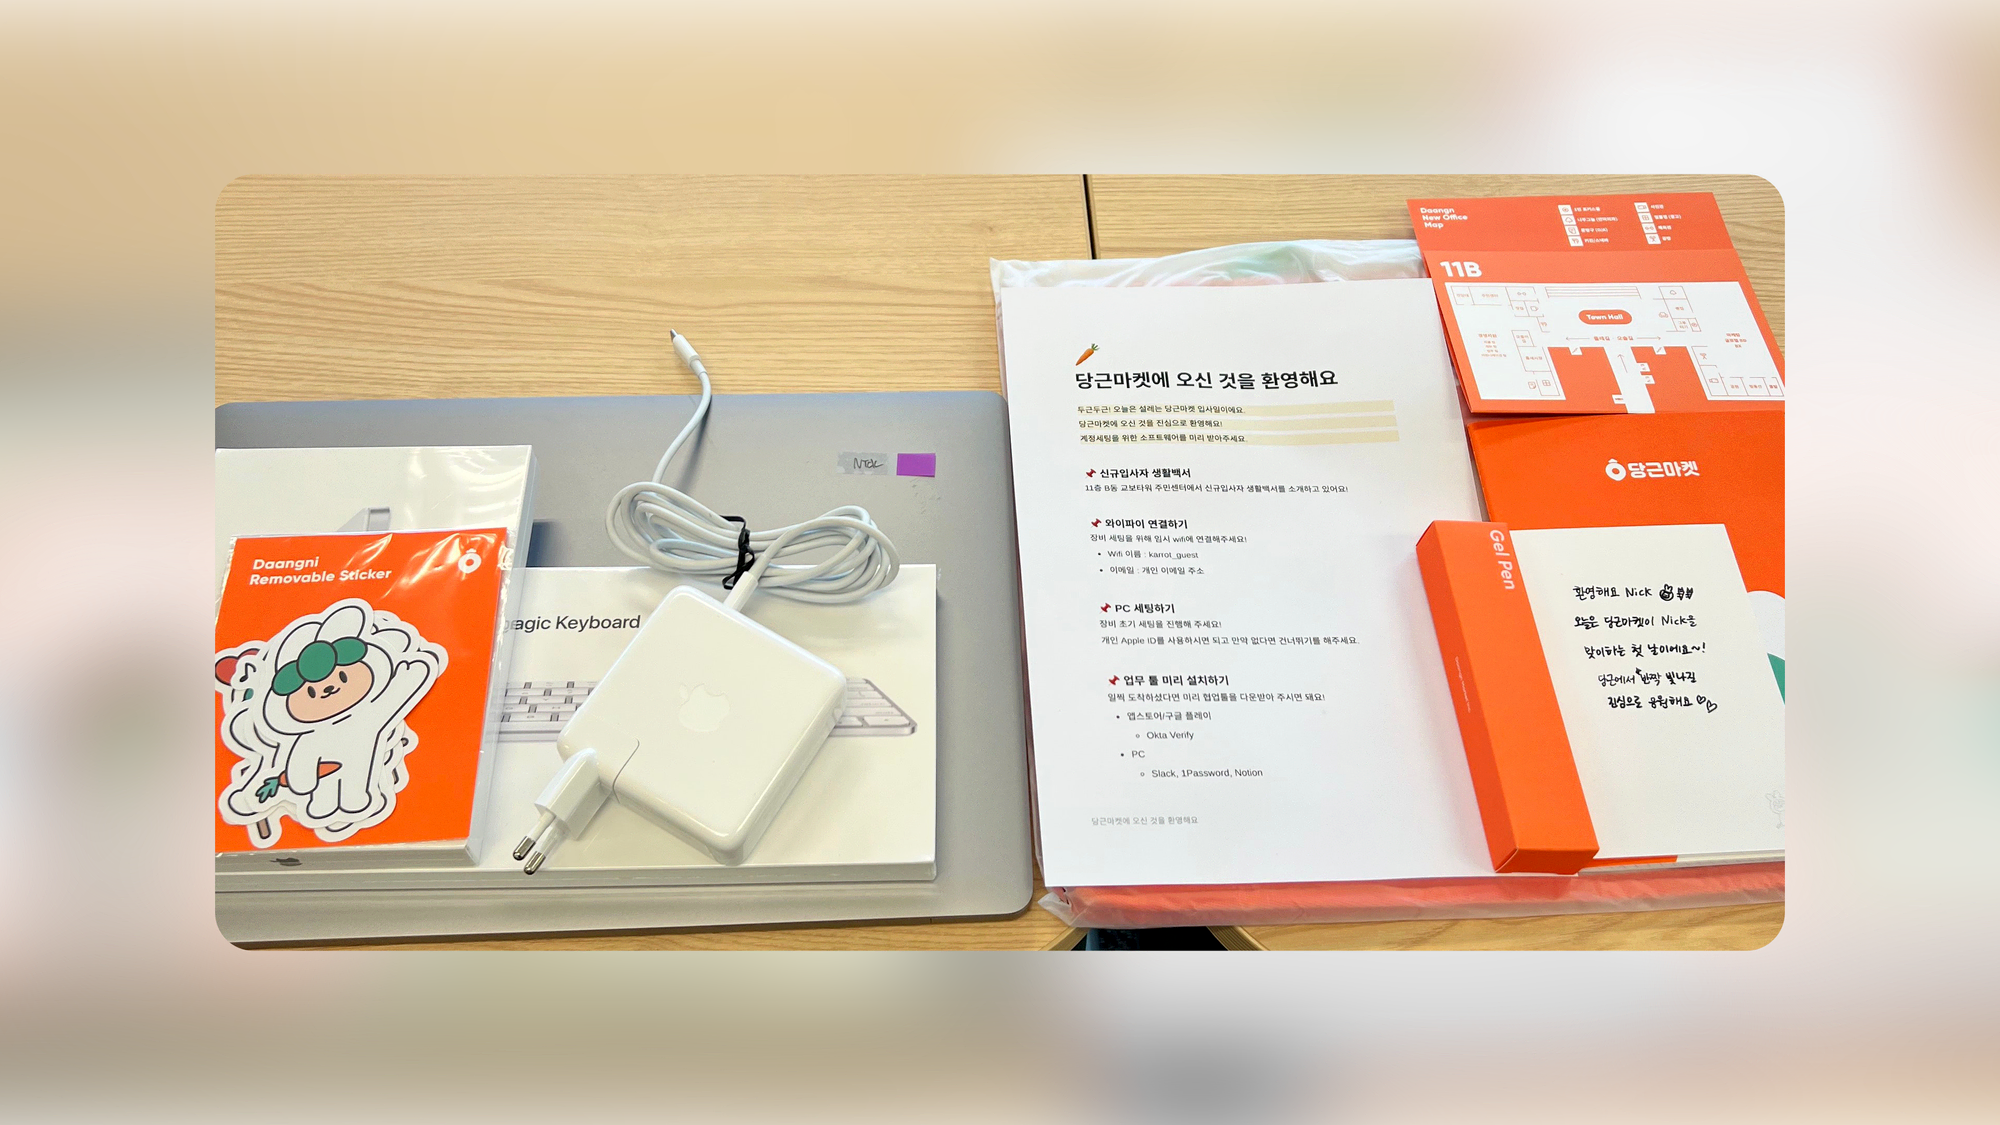 Daangni
Removable Sticker
agic Keyboard
Nick
당근마켓에 오신 것을 환영해요
두근두근! 오늘은 설레는 당근마켓 입사일이에요.
당근마켓에 오신 것을 진심으로 환영해요!
계정세팅을 위한 소프트웨어를 미리 받아주세요.
신규입사자 생활백서
11층 B동 교보타워 주민센터에서 신규입사자 생활백서를 소개하고 있어요!
와이파이 연결하기
장비 세팅을 위해 임시 wifi에 연결해주세요!
• Wifi 이름 : karrot_guest
• 이메일 : 개인 이메일 주소
PC 세팅하기
장비 초기 세팅을 진행해 주세요!
개인 Apple ID를 사용하시면 되고 만약 없다면 건너뛰기를 해주세요.
업무 툴 미리 설치하기
일찍 도착하셨다면 미리 협업툴을 다운받아 주시면 돼요!
• 앱스토어/구글 플레이
◦ Okta Verify
• PC
◦ Slack, 1Password, Notion
당근마켓에 오신 것을 환영해요
Daangn
New Office
Map
11B
Town Hall
당근마켓
Gel Pen
환영해요 Nick
오늘은 당근마켓이 Nick을
맞이하는 첫 날이에요~!
당근에서 반짝 빛나길
진심으로 응원해요